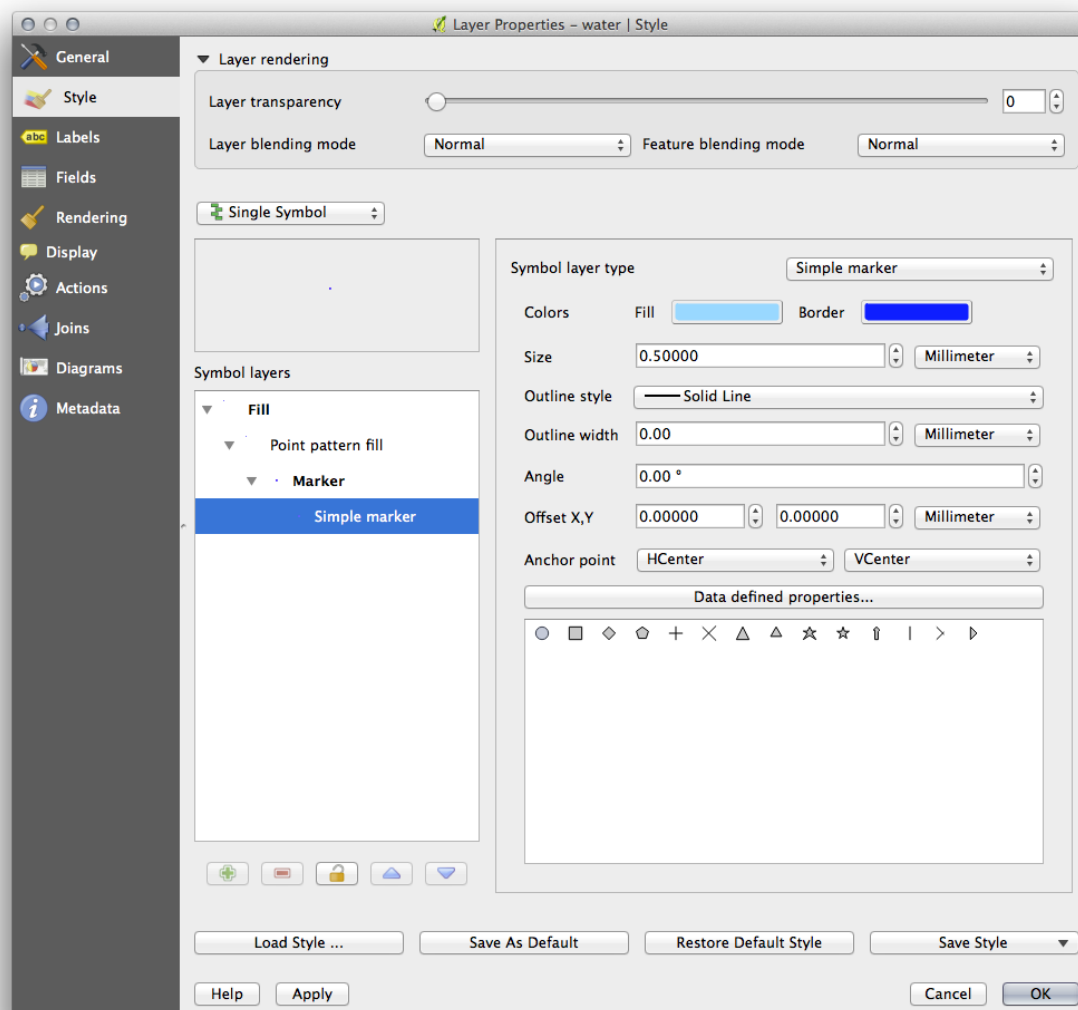 Layer Properties – water | Style
General
Style
abc Labels
Fields
Rendering
Display
Actions
Joins
Diagrams
i Metadata
Layer rendering
Layer transparency 0
Layer blending mode Normal Feature blending mode Normal
Single Symbol
Symbol layers
Fill
Point pattern fill
Marker
Simple marker
Symbol layer type Simple marker
Colors Fill Border
Size 0.50000 Millimeter
Outline style Solid Line
Outline width 0.00 Millimeter
Angle 0.00 °
Offset X,Y 0.00000 0.00000 Millimeter
Anchor point HCenter VCenter
Data defined properties...
Load Style ... Save As Default Restore Default Style Save Style
Help Apply Cancel OK